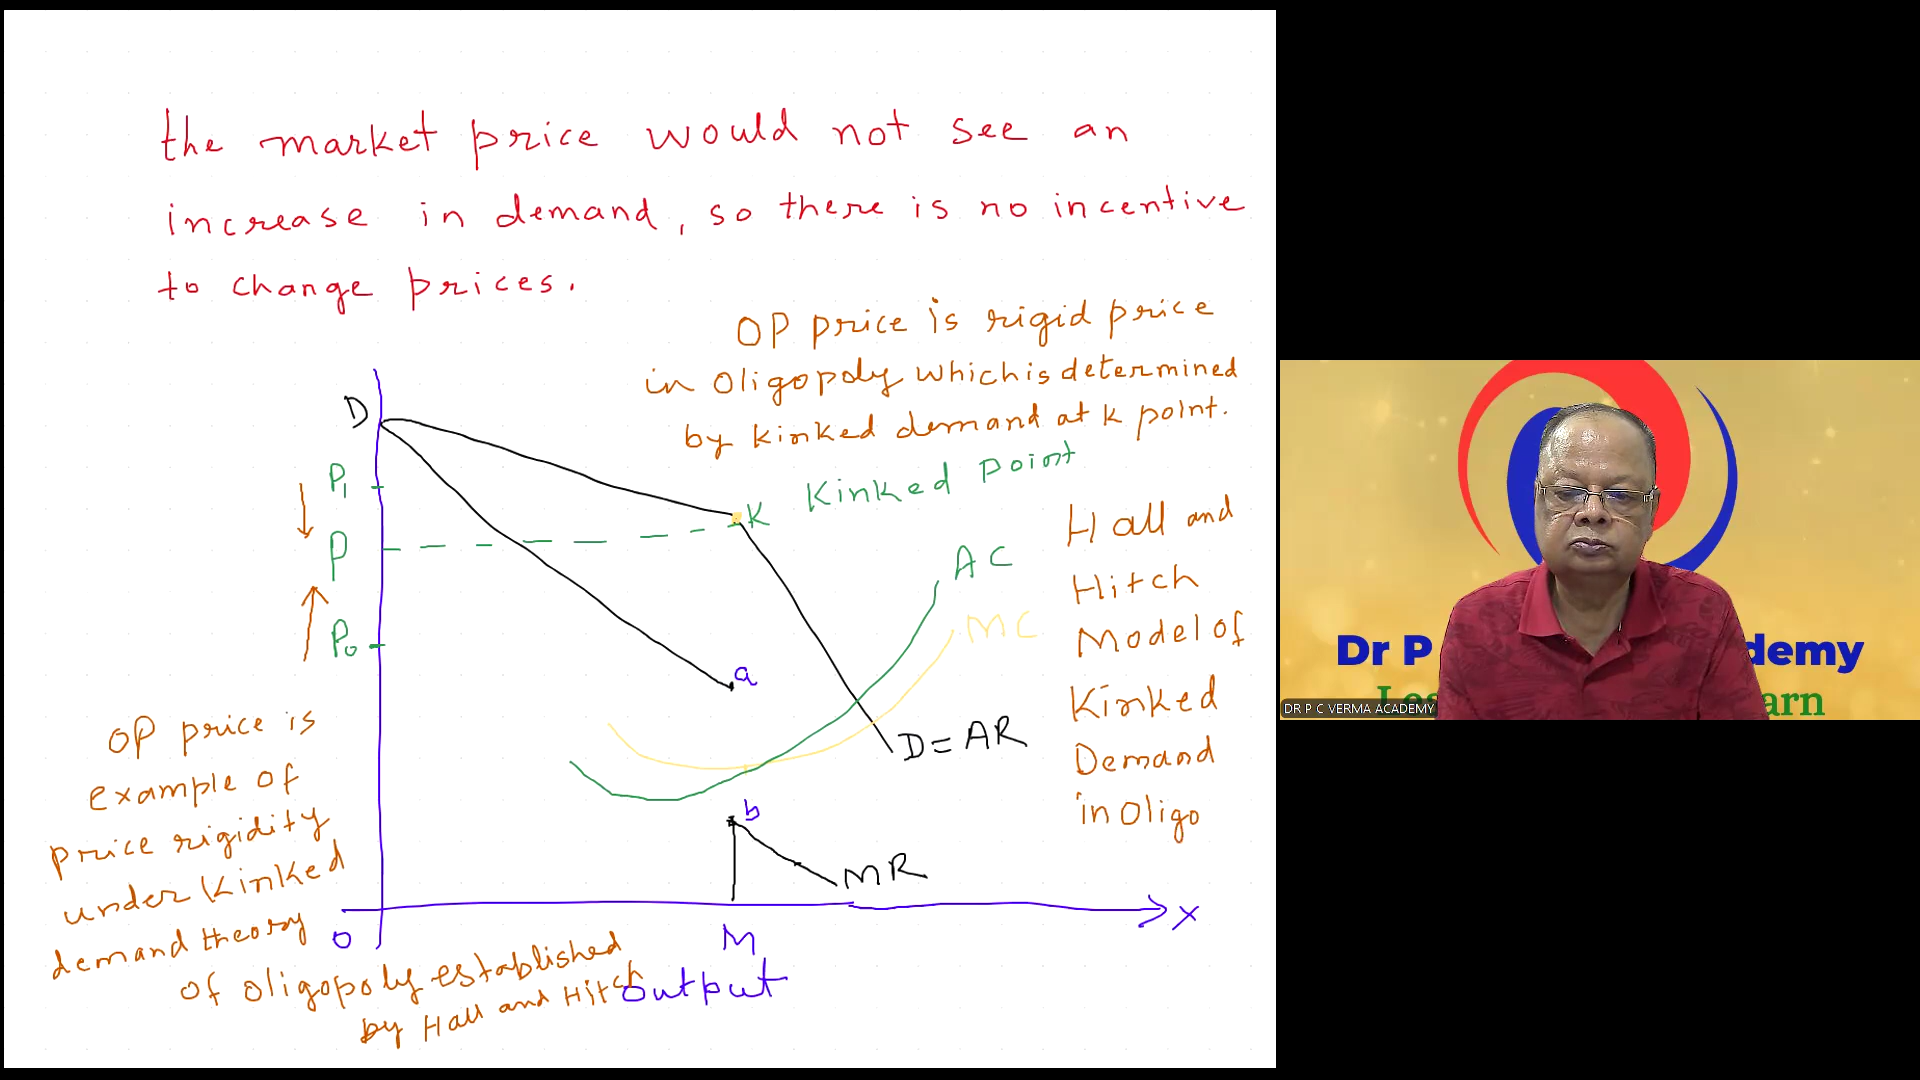 the market price would not see an
increase in demand, so there is no incentive
to change prices.
OP price is rigid price
in oligopoly which is determined
by kinked demand at k point.
D
P1
P
P0
K Kinked Point
a
AC
MC
D = AR
b
MR
O
M
X
output
Hall and
Hitch
Model of
Kinked
Demand
in Oligo
OP price is
example of
price rigidity
under Kinked
demand theory
of oligopoly established
by Hall and Hitch
Dr P
demy
arn
DR P C VERMA ACADEMY